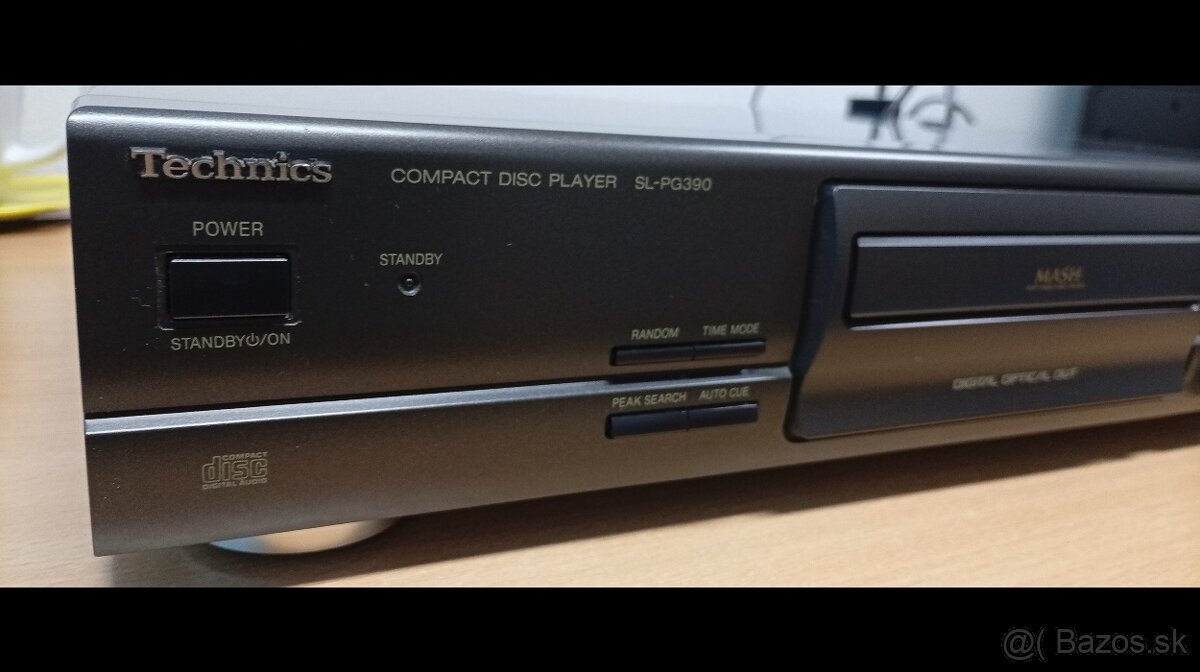 Technics
COMPACT DISC PLAYER SL-PG390
POWER
STANDBY
STANDBY⏻/ON
RANDOM TIME MODE
PEAK SEARCH AUTO CUE
MASH
DIGITAL OPTICAL OUT
COMPACT
disc
DIGITAL AUDIO
@( Bazos.sk